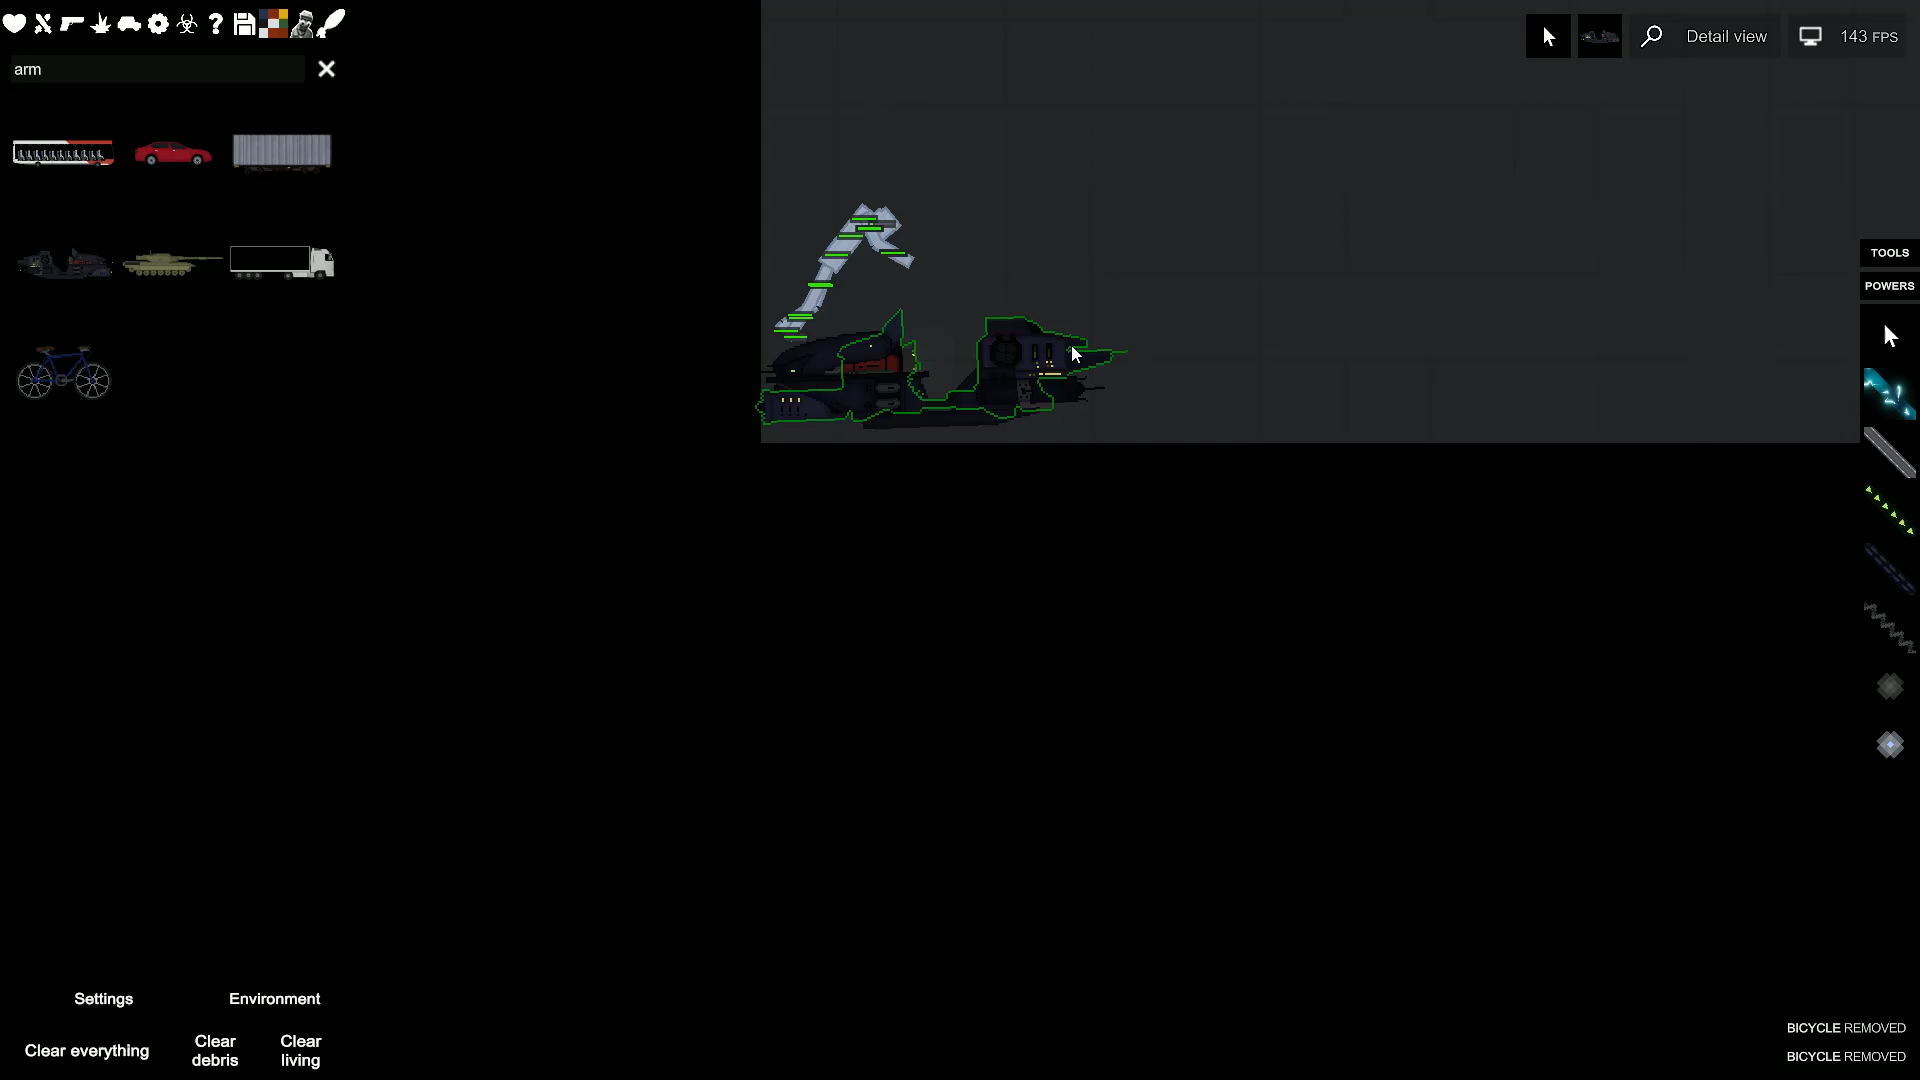 arm
Detail view
143 FPS
TOOLS
POWERS
Settings
Environment
Clear everything
Clear
debris
Clear
living
BICYCLE REMOVED
BICYCLE REMOVED